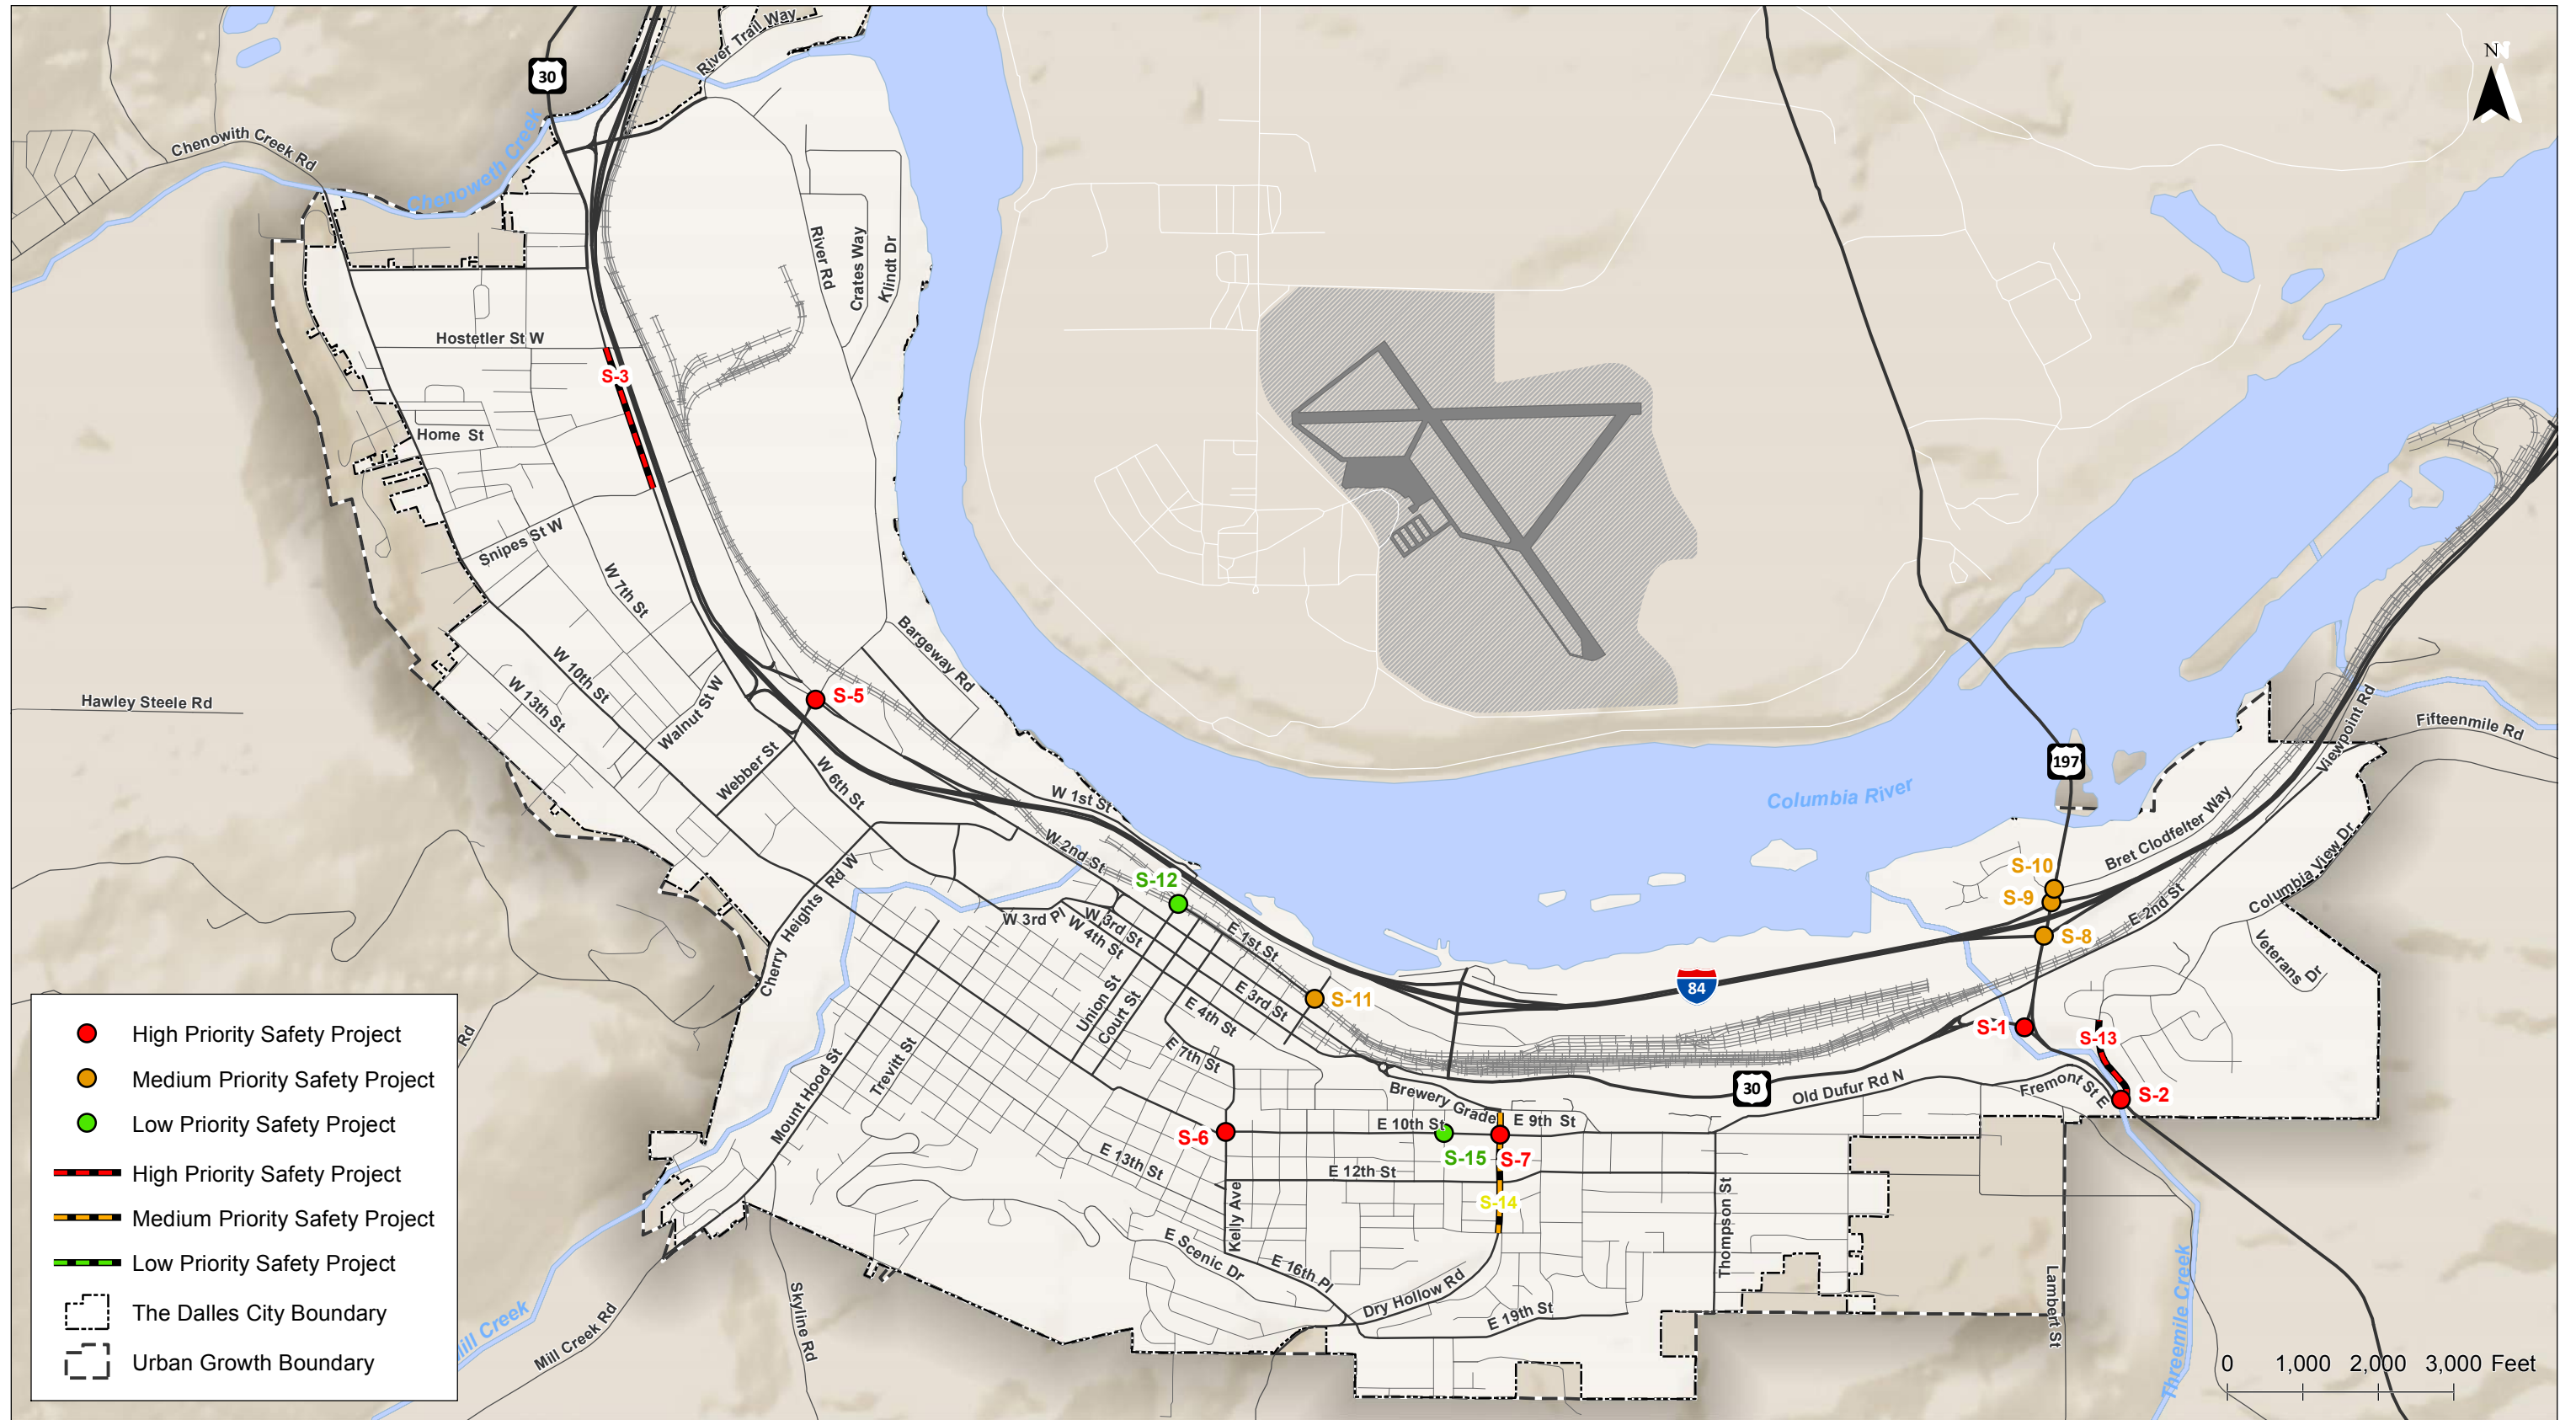 River Trail Way
N
30
Chenowith Creek Rd
Chenoweth Creek
River Rd
Crates Way
Klindt Dr
Hostetler St W
S-3
Home St
Snipes St W
W 7th St
Bargeway Rd
W 10th St
W 13th St
Walnut St W
Hawley Steele Rd
S-5
Webber St
W 6th St
W 1st St
Columbia River
197
Viewpoint Rd
Fifteenmile Rd
Bret Clodfelter Way
Columbia View Dr
W 2nd St
S-12
S-10
S-9
S-8
E 2nd St
Veterans Dr
Cherry Heights Rd W
W 3rd Pl
W 3rd St
W 4th St
E 1st St
S-11
84
Union St
Court St
E 3rd St
E 4th St
E 7th St
S-1
S-13
S-2
30
Old Dufur Rd N
Fremont St E
Brewery Grade
E 9th St
E 10th St
S-6
S-15
S-7
Mount Hood St
Trevitt St
E 13th St
E 12th St
S-14
Kelly Ave
Thompson St
E Scenic Dr
E 16th Pl
Dry Hollow Rd
E 19th St
Lambert St
Threemile Creek
Skyline Rd
Mill Creek Rd
Rd
High Priority Safety Project
Medium Priority Safety Project
Low Priority Safety Project
High Priority Safety Project
Medium Priority Safety Project
Low Priority Safety Project
The Dalles City Boundary
Urban Growth Boundary
Creek
0 1,000 2,000 3,000 Feet